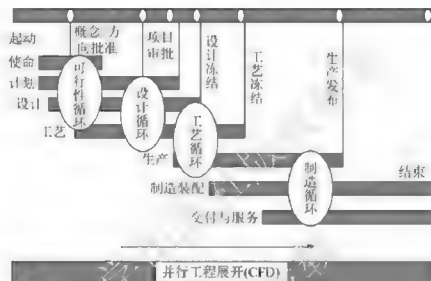 起动
概念/方
向批准
项目
审批
设计冻结
工艺冻结
生产发布
使命
计划
设计
工艺
可行性循环
设计循环
工艺循环
生产
制造装配
制造循环
结束
交付与服务
并行工程展开(CFD)